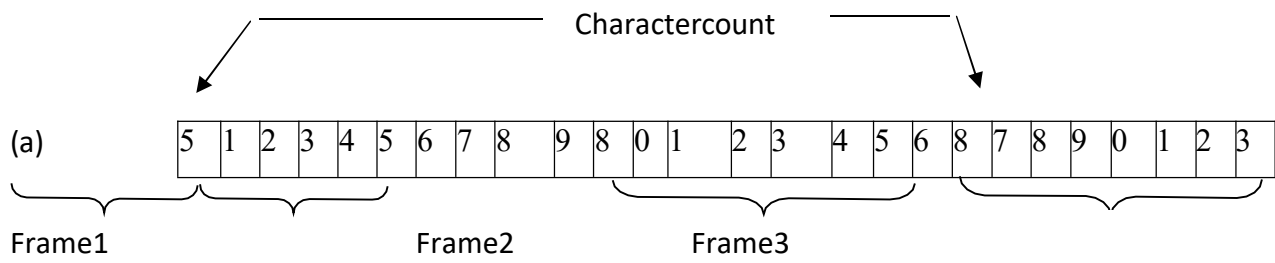 Charactercount
(a) 5 1 2 3 4 5 6 7 8 9 8 0 1 2 3 4 5 6 8 7 8 9 0 1 2 3
Frame1 Frame2 Frame3